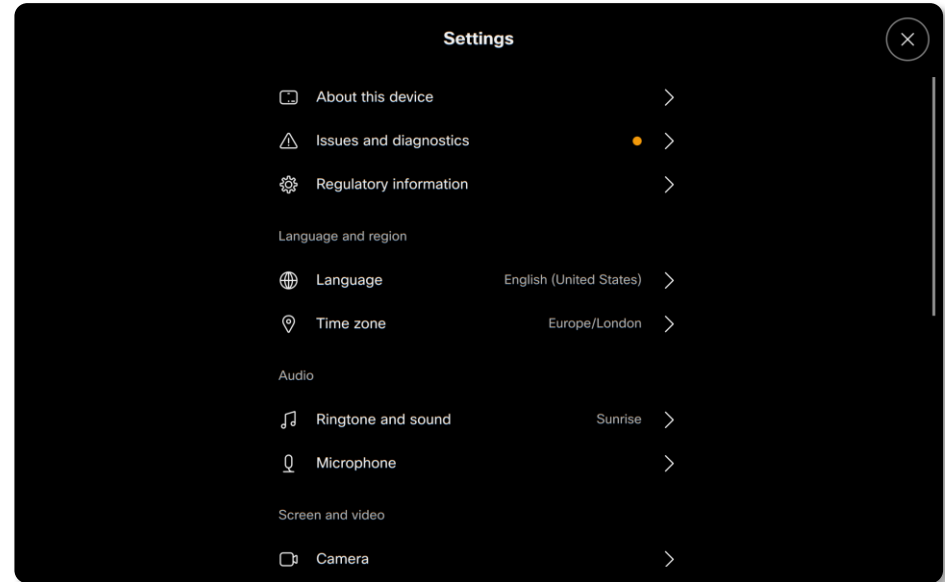 Settings
About this device
Issues and diagnostics
Regulatory information
Language and region
Language English (United States)
Time zone Europe/London
Audio
Ringtone and sound Sunrise
Microphone
Screen and video
Camera